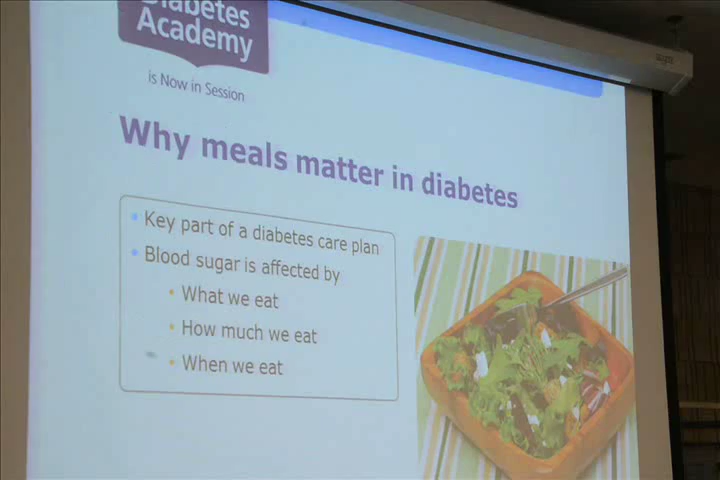 Diabetes
Academy
is Now in Session
Why meals matter in diabetes
• Key part of a diabetes care plan
• Blood sugar is affected by
• What we eat
• How much we eat
• When we eat